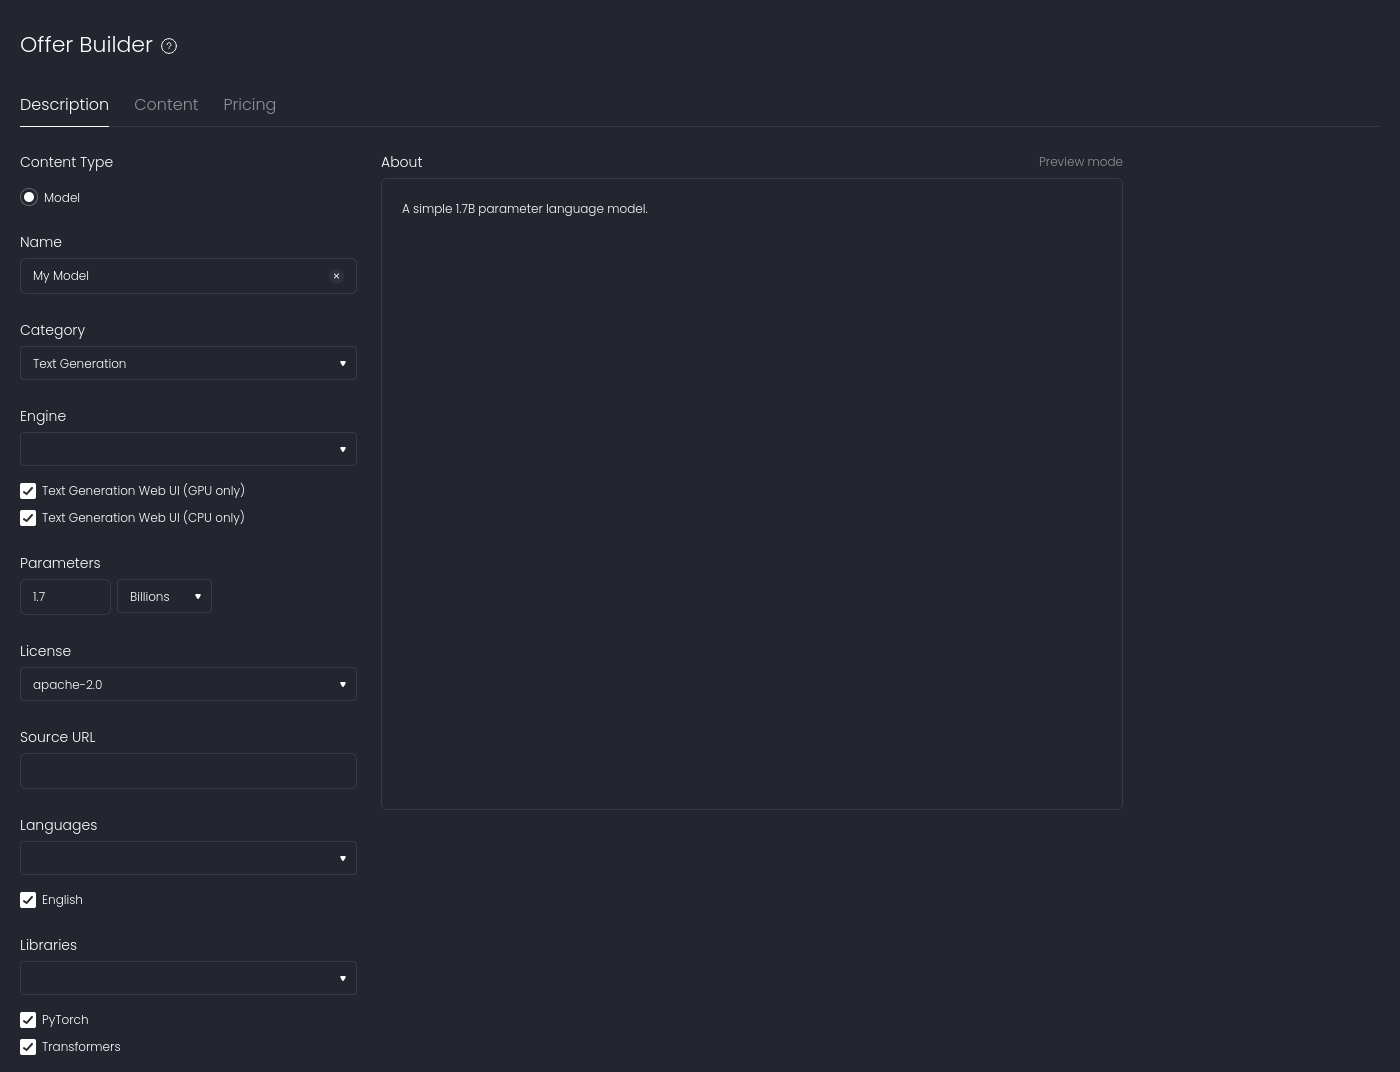 Offer Builder ?
Description Content Pricing
Content Type
Model
Name
My Model
Category
Text Generation
Engine
Text Generation Web UI (GPU only)
Text Generation Web UI (CPU only)
Parameters
1.7 Billions
License
apache-2.0
Source URL
Languages
English
Libraries
PyTorch
Transformers
About Preview mode
A simple 1.7B parameter language model.